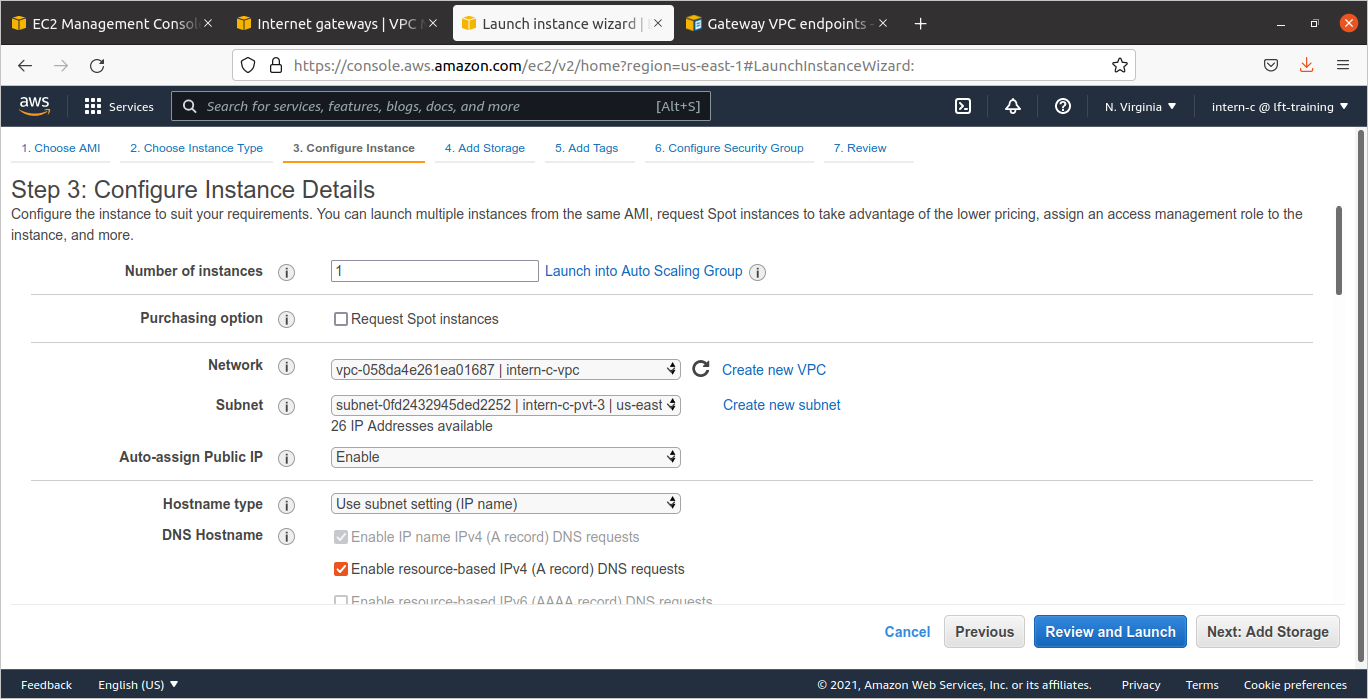 EC2 Management Consol
Internet gateways | VPC M
Launch instance wizard |
Gateway VPC endpoints -
https://console.aws.amazon.com/ec2/v2/home?region=us-east-1#LaunchInstanceWizard:
aws
Services
Search for services, features, blogs, docs, and more [Alt+S]
N. Virginia
intern-c @ lft-training
1. Choose AMI 2. Choose Instance Type 3. Configure Instance 4. Add Storage 5. Add Tags 6. Configure Security Group 7. Review
Step 3: Configure Instance Details
Configure the instance to suit your requirements. You can launch multiple instances from the same AMI, request Spot instances to take advantage of the lower pricing, assign an access management role to the
instance, and more.
Number of instances i 1 Launch into Auto Scaling Group i
Purchasing option i Request Spot instances
Network i vpc-058da4e261ea01687 | intern-c-vpc Create new VPC
Subnet i subnet-0fd2432945ded2252 | intern-c-pvt-3 | us-east Create new subnet
26 IP Addresses available
Auto-assign Public IP i Enable
Hostname type i Use subnet setting (IP name)
DNS Hostname i Enable IP name IPv4 (A record) DNS requests
Enable resource-based IPv4 (A record) DNS requests
Enable resource-based IPv6 (AAAA record) DNS requests
Cancel Previous Review and Launch Next: Add Storage
Feedback English (US) © 2021, Amazon Web Services, Inc. or its affiliates. Privacy Terms Cookie preferences